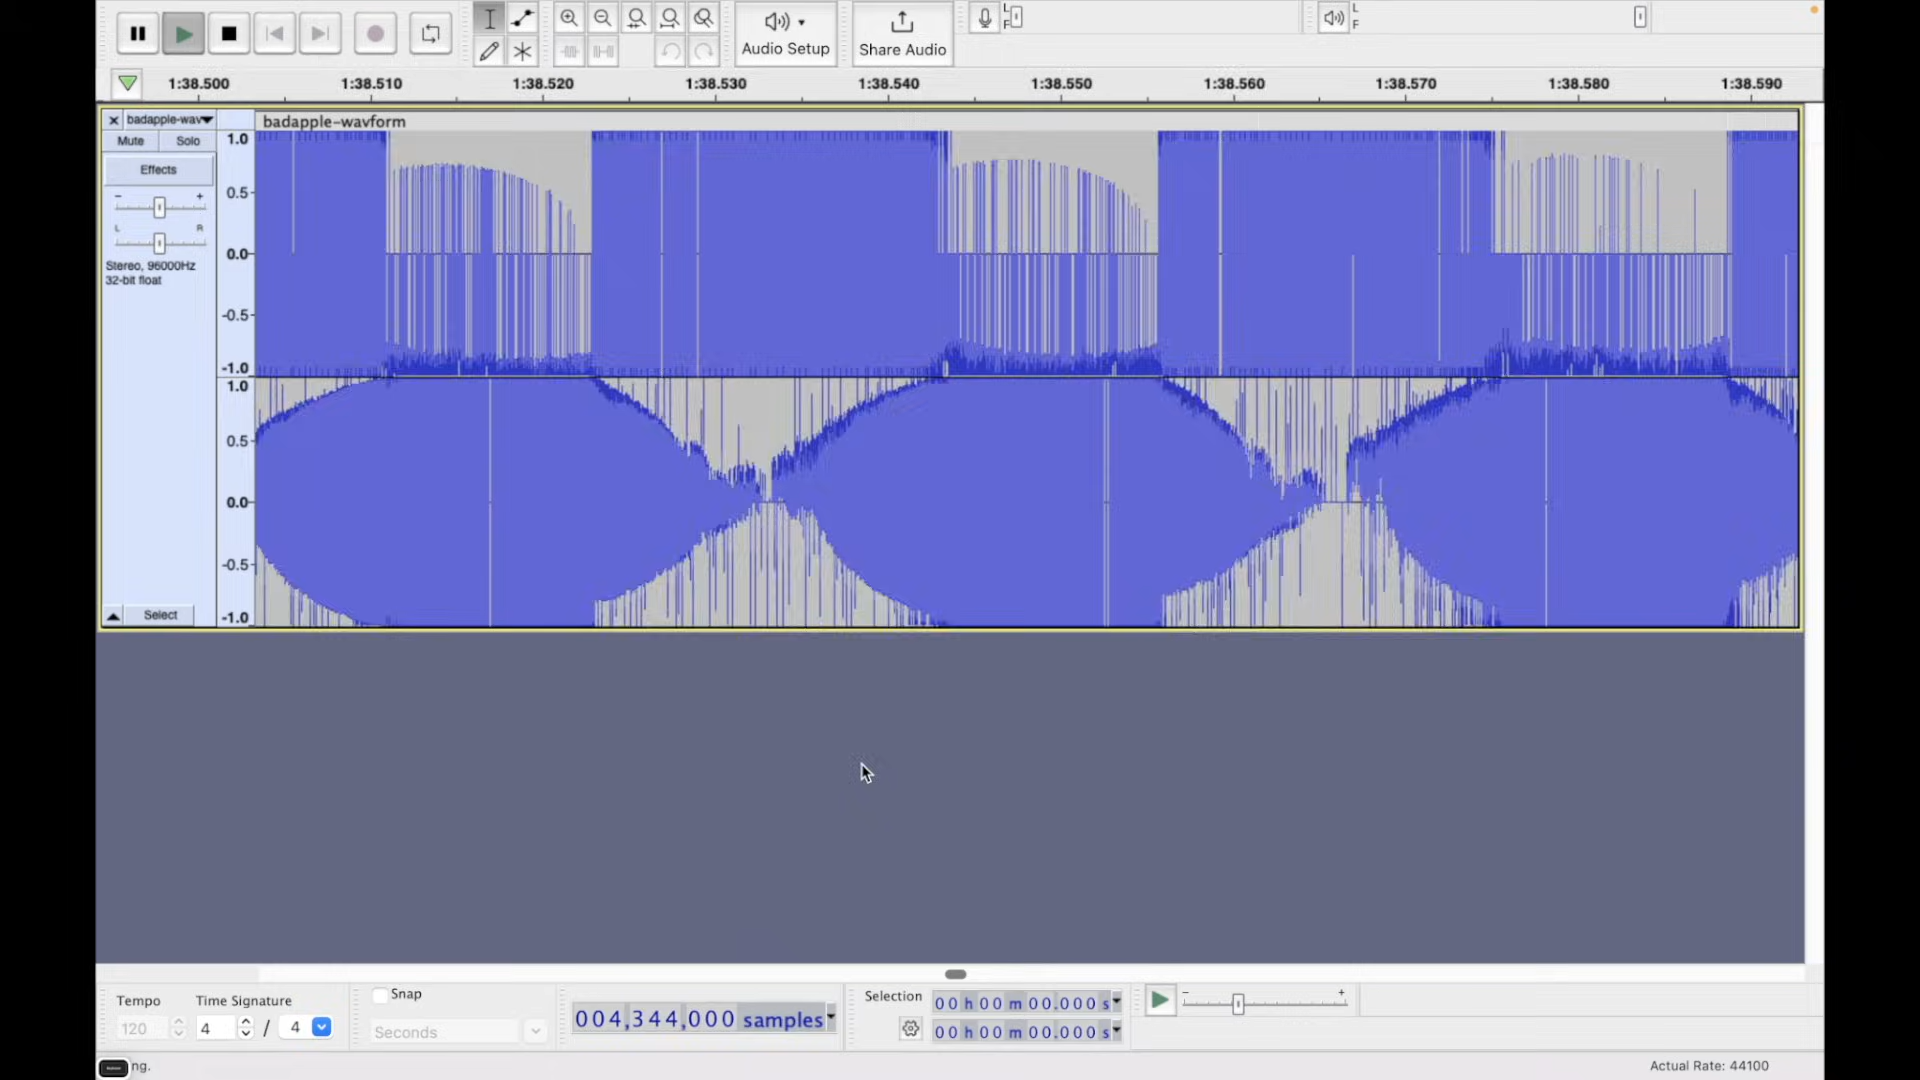 Audio Setup
Share Audio
L
F
L
F
1:38.500 1:38.510 1:38.520 1:38.530 1:38.540 1:38.550 1:38.560 1:38.570 1:38.580 1:38.590
badapple-wav
badapple-wavform
Mute Solo
Effects
- +
L R
Stereo, 96000Hz
32-bit float
Select
1.0
0.5
0.0
-0.5
-1.0
1.0
0.5
0.0
-0.5
-1.0
Tempo Time Signature
120 4 / 4
Snap
Seconds
004,344,000 samples
Selection
00 h 00 m 00.000 s
00 h 00 m 00.000 s
- +
ng.
Actual Rate: 44100